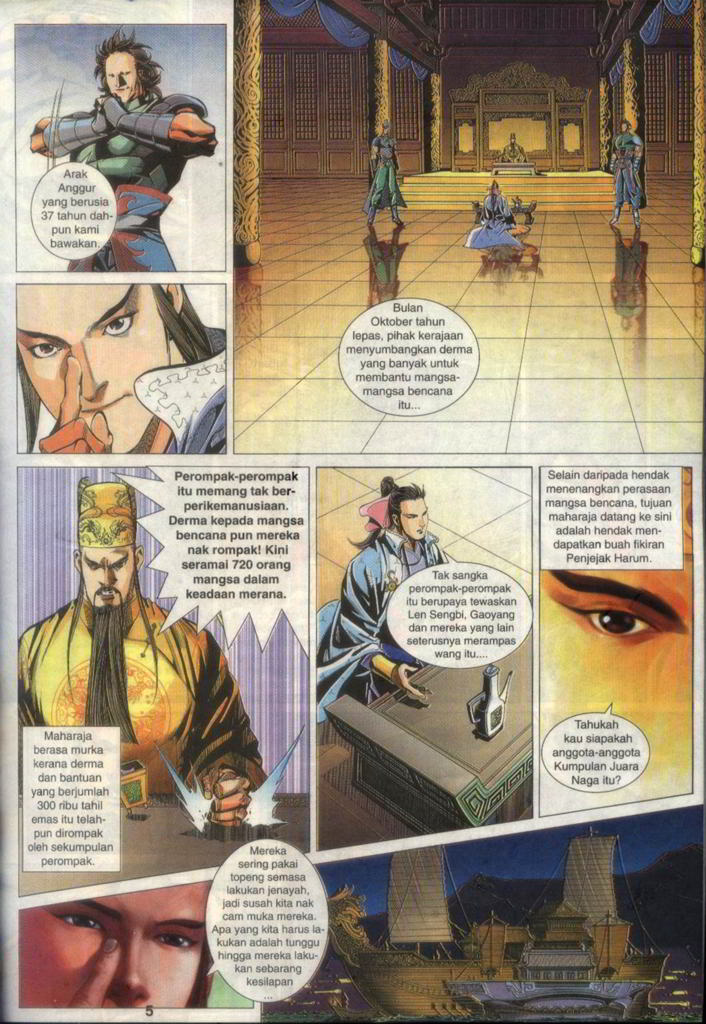 Arak
Anggur
yang berusia
37 tahun dah-
pun kami
bawakan.
Bulan
Oktober tahun
lepas, pihak kerajaan
menyumbangkan derma
yang banyak untuk
membantu mangsa-
mangsa bencana
itu...
Perompak-perompak
itu memang tak ber-
perikemanusiaan.
Derma kepada mangsa
bencana pun mereka
nak rompak! Kini
seramai 720 orang
mangsa dalam
keadaan merana.
Maharaja
berasa murka
kerana derma
dan bantuan
yang berjumlah
300 ribu tahil
emas itu telah-
pun dirompak
oleh sekumpulan
perompak.
Tak sangka
perompak-perompak
itu berupaya tewaskan
Len Sengbi, Gaoyang
dan mereka yang lain
seterusnya merampas
wang itu....
Selain daripada hendak
menenangkan perasaan
mangsa bencana, tujuan
maharaja datang ke sini
adalah hendak men-
dapatkan buah fikiran
Penjejak Harum.
Tahukah
kau siapakah
anggota-anggota
Kumpulan Juara
Naga itu?
Mereka
sering pakai
topeng semasa
lakukan jenayah,
jadi susah kita nak
cam muka mereka.
Apa yang kita harus la-
kukan adalah tunggu
hingga mereka laku-
kan sebarang
kesilapan
...
5